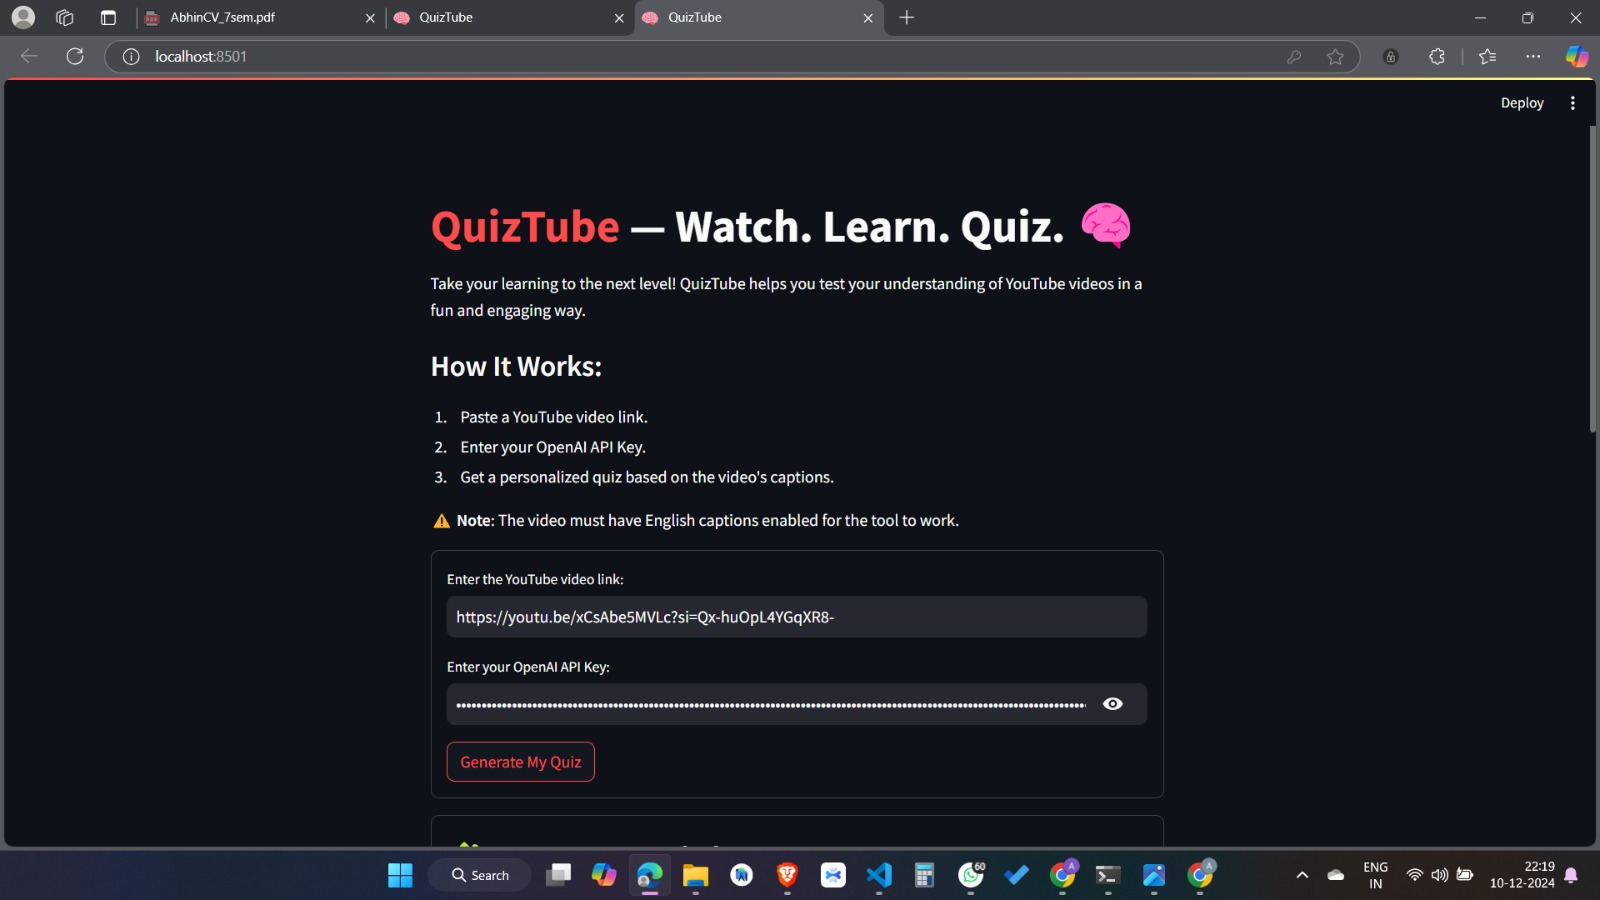 AbhinCV_7sem.pdf
QuizTube
QuizTube
localhost:8501
Deploy
QuizTube — Watch. Learn. Quiz.
Take your learning to the next level! QuizTube helps you test your understanding of YouTube videos in a
fun and engaging way.
How It Works:
1. Paste a YouTube video link.
2. Enter your OpenAI API Key.
3. Get a personalized quiz based on the video's captions.
Note: The video must have English captions enabled for the tool to work.
Enter the YouTube video link:
https://youtu.be/xCsAbe5MVLc?si=Qx-huOpL4YGqXR8-
Enter your OpenAI API Key:
Generate My Quiz
Search
60
A
A
ENG
IN
22:19
10-12-2024